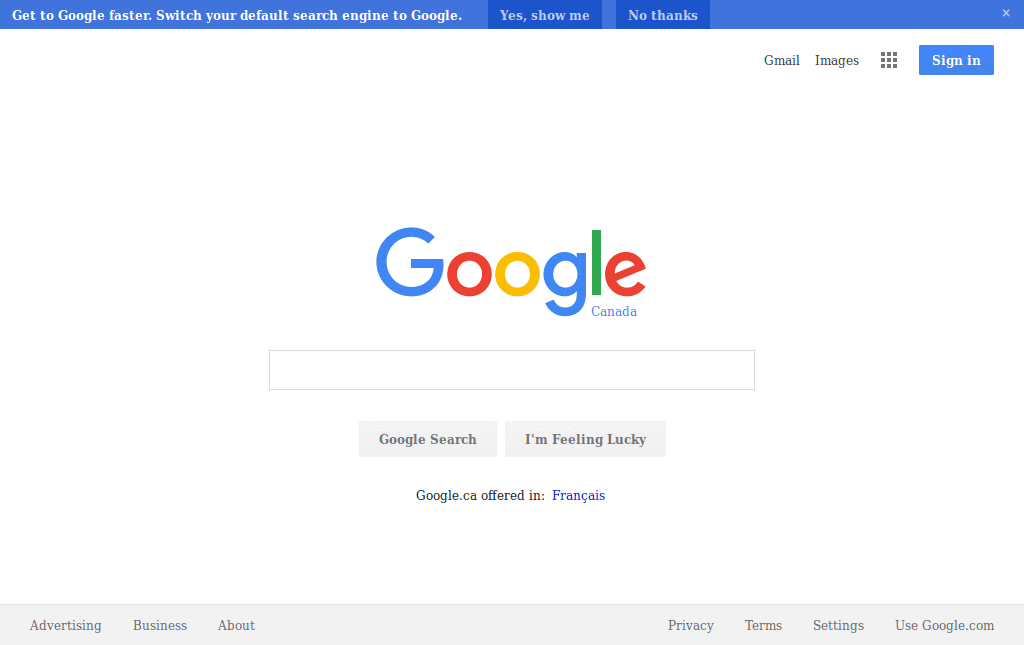 Get to Google faster. Switch your default search engine to Google. Yes, show me No thanks ×
Gmail Images Sign in
Google
Canada
Google Search I'm Feeling Lucky
Google.ca offered in: Français
Advertising Business About Privacy Terms Settings Use Google.com